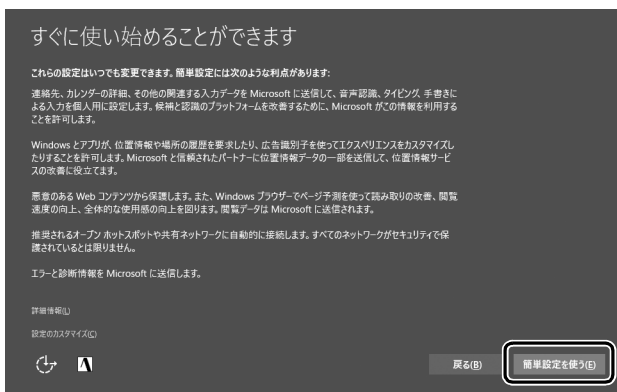 すぐに使い始めることができます
これらの設定はいつでも変更できます。簡単設定には次のような利点があります:
連絡先、カレンダーの詳細、その他の関連する入力データを Microsoft に送信して、音声認識、タイピング、手書きに
よる入力を個人用に設定します。候補と認識のプラットフォームを改善するために、Microsoft がこの情報を利用する
ことを許可します。
Windows とアプリが、位置情報や場所の履歴を要求したり、広告識別子を使ってエクスペリエンスをカスタマイズし
たりすることを許可します。Microsoft と信頼されたパートナーに位置情報データの一部を送信して、位置情報サービ
スの改善に役立てます。
悪意のある Web コンテンツから保護します。また、Windows ブラウザーでページ予測を使って読み取りの改善、閲覧
速度の向上、全体的な使用感の向上を図ります。閲覧データは Microsoft に送信されます。
推奨されるオープン ホットスポットや共有ネットワークに自動的に接続します。すべてのネットワークがセキュリティで保
護されているとは限りません。
エラーと診断情報を Microsoft に送信します。
詳細情報(L)
設定のカスタマイズ(C)
A
戻る(B)
簡単設定を使う(E)